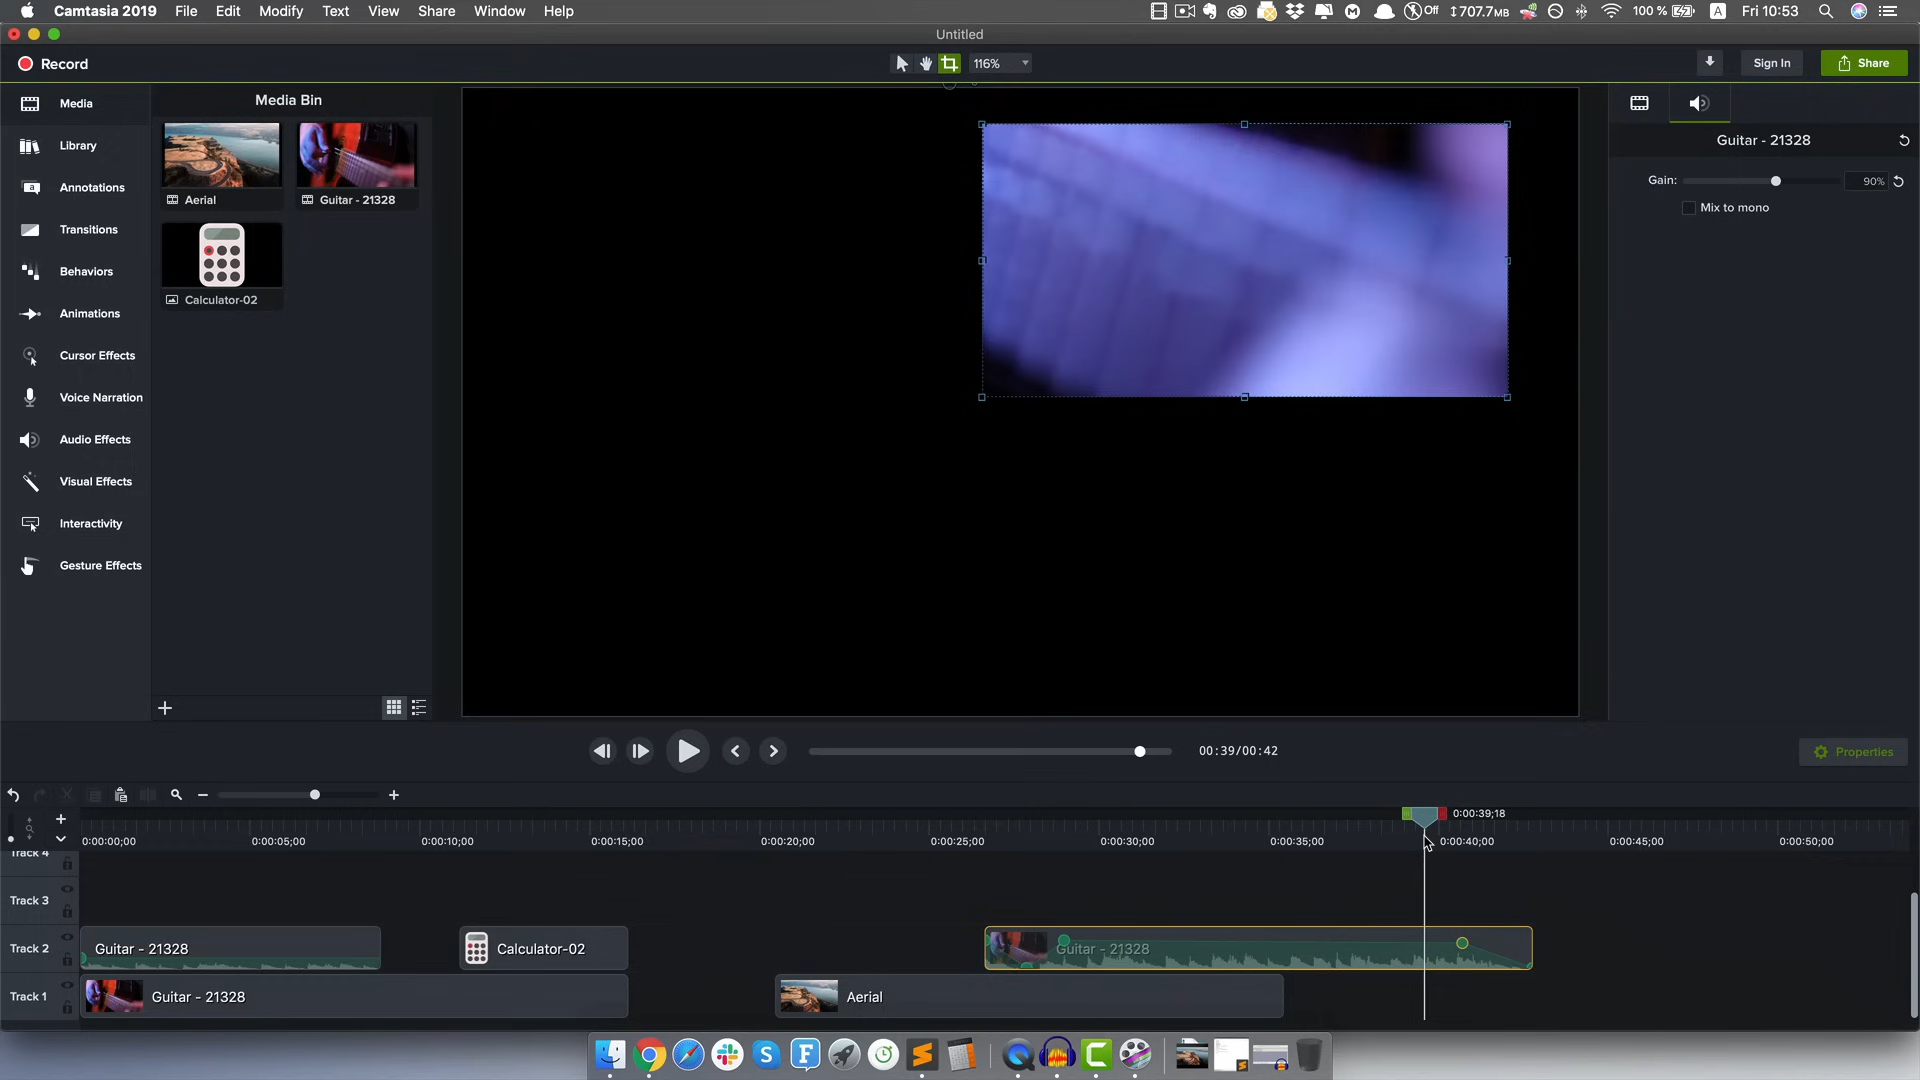 Camtasia 2019 File Edit Modify Text View Share Window Help
Off 707.7MB 100 % A Fri 10:53
Untitled
Record
116%
Sign In
Share
Media
Library
Annotations
Transitions
Behaviors
Animations
Cursor Effects
Voice Narration
Audio Effects
Visual Effects
Interactivity
Gesture Effects
Media Bin
Aerial
Guitar - 21328
Calculator-02
Guitar - 21328
Gain: 90%
Mix to mono
00:39/00:42
Properties
0:00:39;18
0:00:00;00 0:00:05;00 0:00:10;00 0:00:15;00 0:00:20;00 0:00:25;00 0:00:30;00 0:00:35;00 0:00:40;00 0:00:45;00 0:00:50;00
Track 4
Track 3
Track 2
Guitar - 21328
Calculator-02
Guitar - 21328
Track 1
Guitar - 21328
Aerial